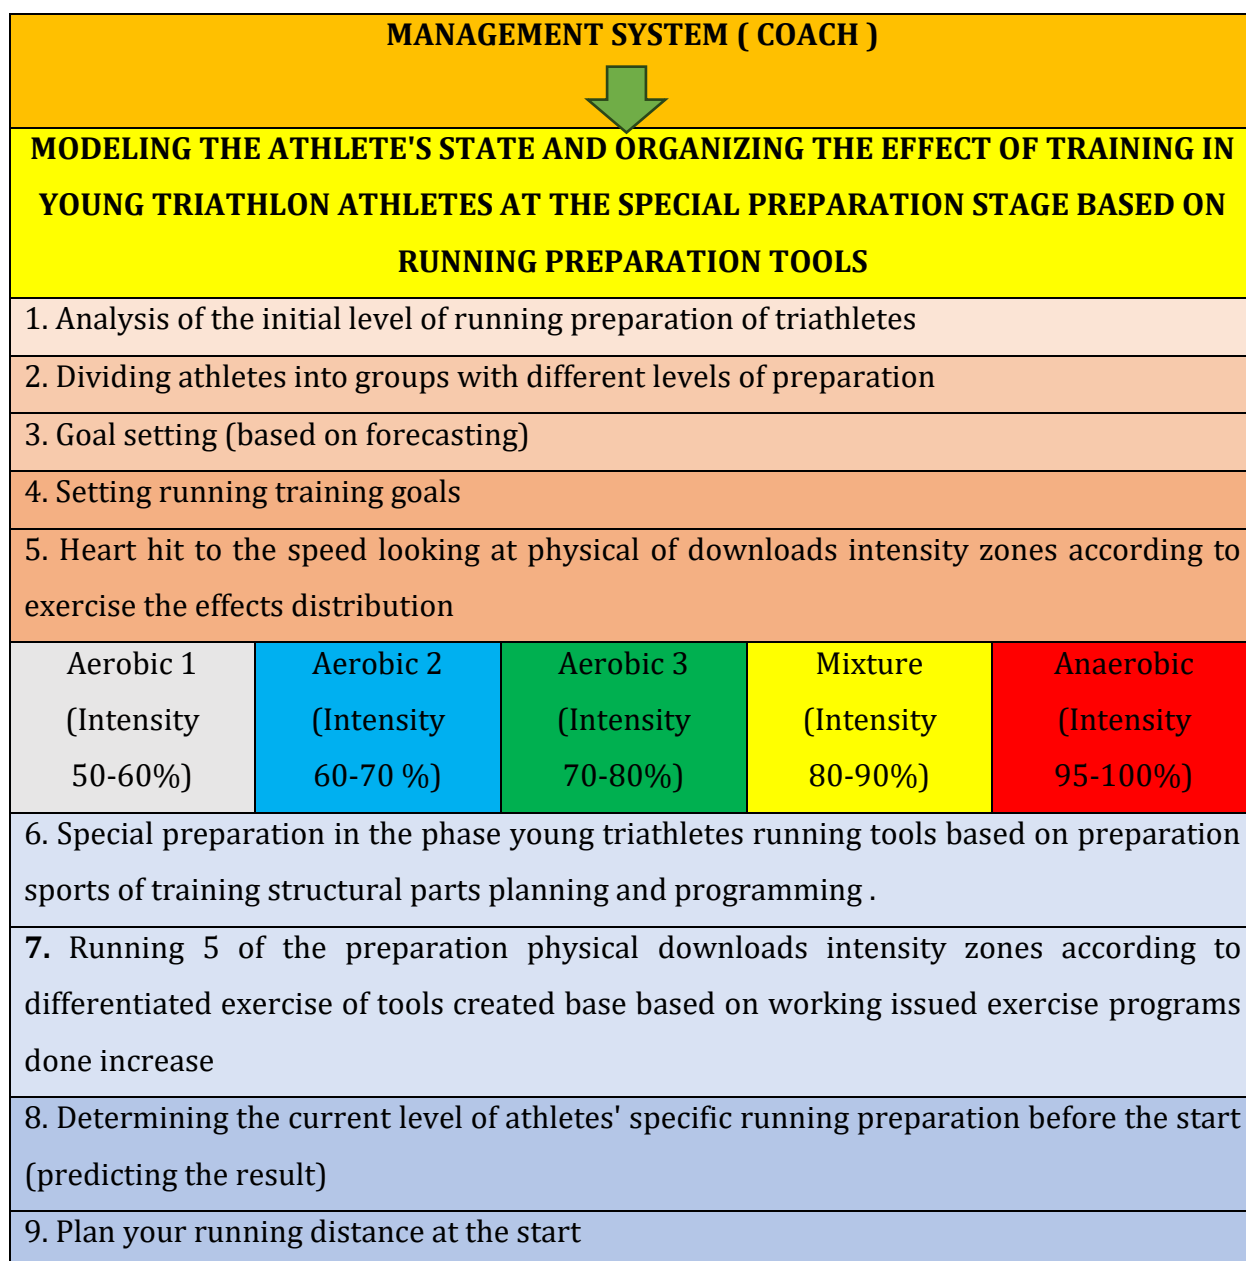 MANAGEMENT SYSTEM ( COACH )
MODELING THE ATHLETE'S STATE AND ORGANIZING THE EFFECT OF TRAINING IN
YOUNG TRIATHLON ATHLETES AT THE SPECIAL PREPARATION STAGE BASED ON
RUNNING PREPARATION TOOLS
1. Analysis of the initial level of running preparation of triathletes
2. Dividing athletes into groups with different levels of preparation
3. Goal setting (based on forecasting)
4. Setting running training goals
5. Heart hit to the speed looking at physical of downloads intensity zones according to
exercise the effects distribution
Aerobic 1
(Intensity
50-60%)
Aerobic 2
(Intensity
60-70 %)
Aerobic 3
(Intensity
70-80%)
Mixture
(Intensity
80-90%)
Anaerobic
(Intensity
95-100%)
6. Special preparation in the phase young triathletes running tools based on preparation
sports of training structural parts planning and programming .
7. Running 5 of the preparation physical downloads intensity zones according to
differentiated exercise of tools created base based on working issued exercise programs
done increase
8. Determining the current level of athletes' specific running preparation before the start
(predicting the result)
9. Plan your running distance at the start